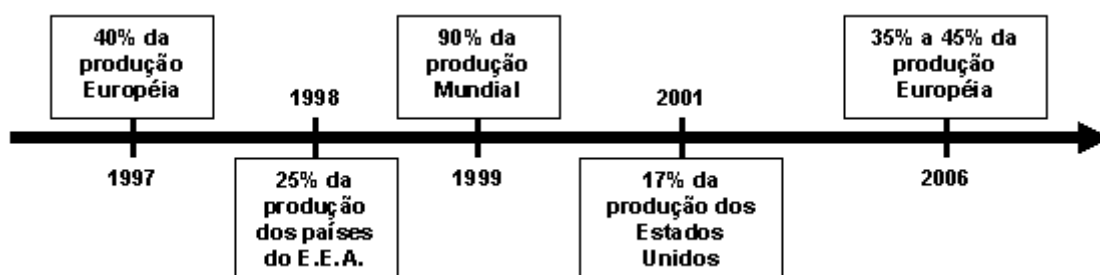 40% da
produção
Européia
1997
1998
25% da
produção
dos países
do E.E.A.
90% da
produção
Mundial
1999
2001
17% da
produção dos
Estados
Unidos
35% a 45% da
produção
Européia
2006